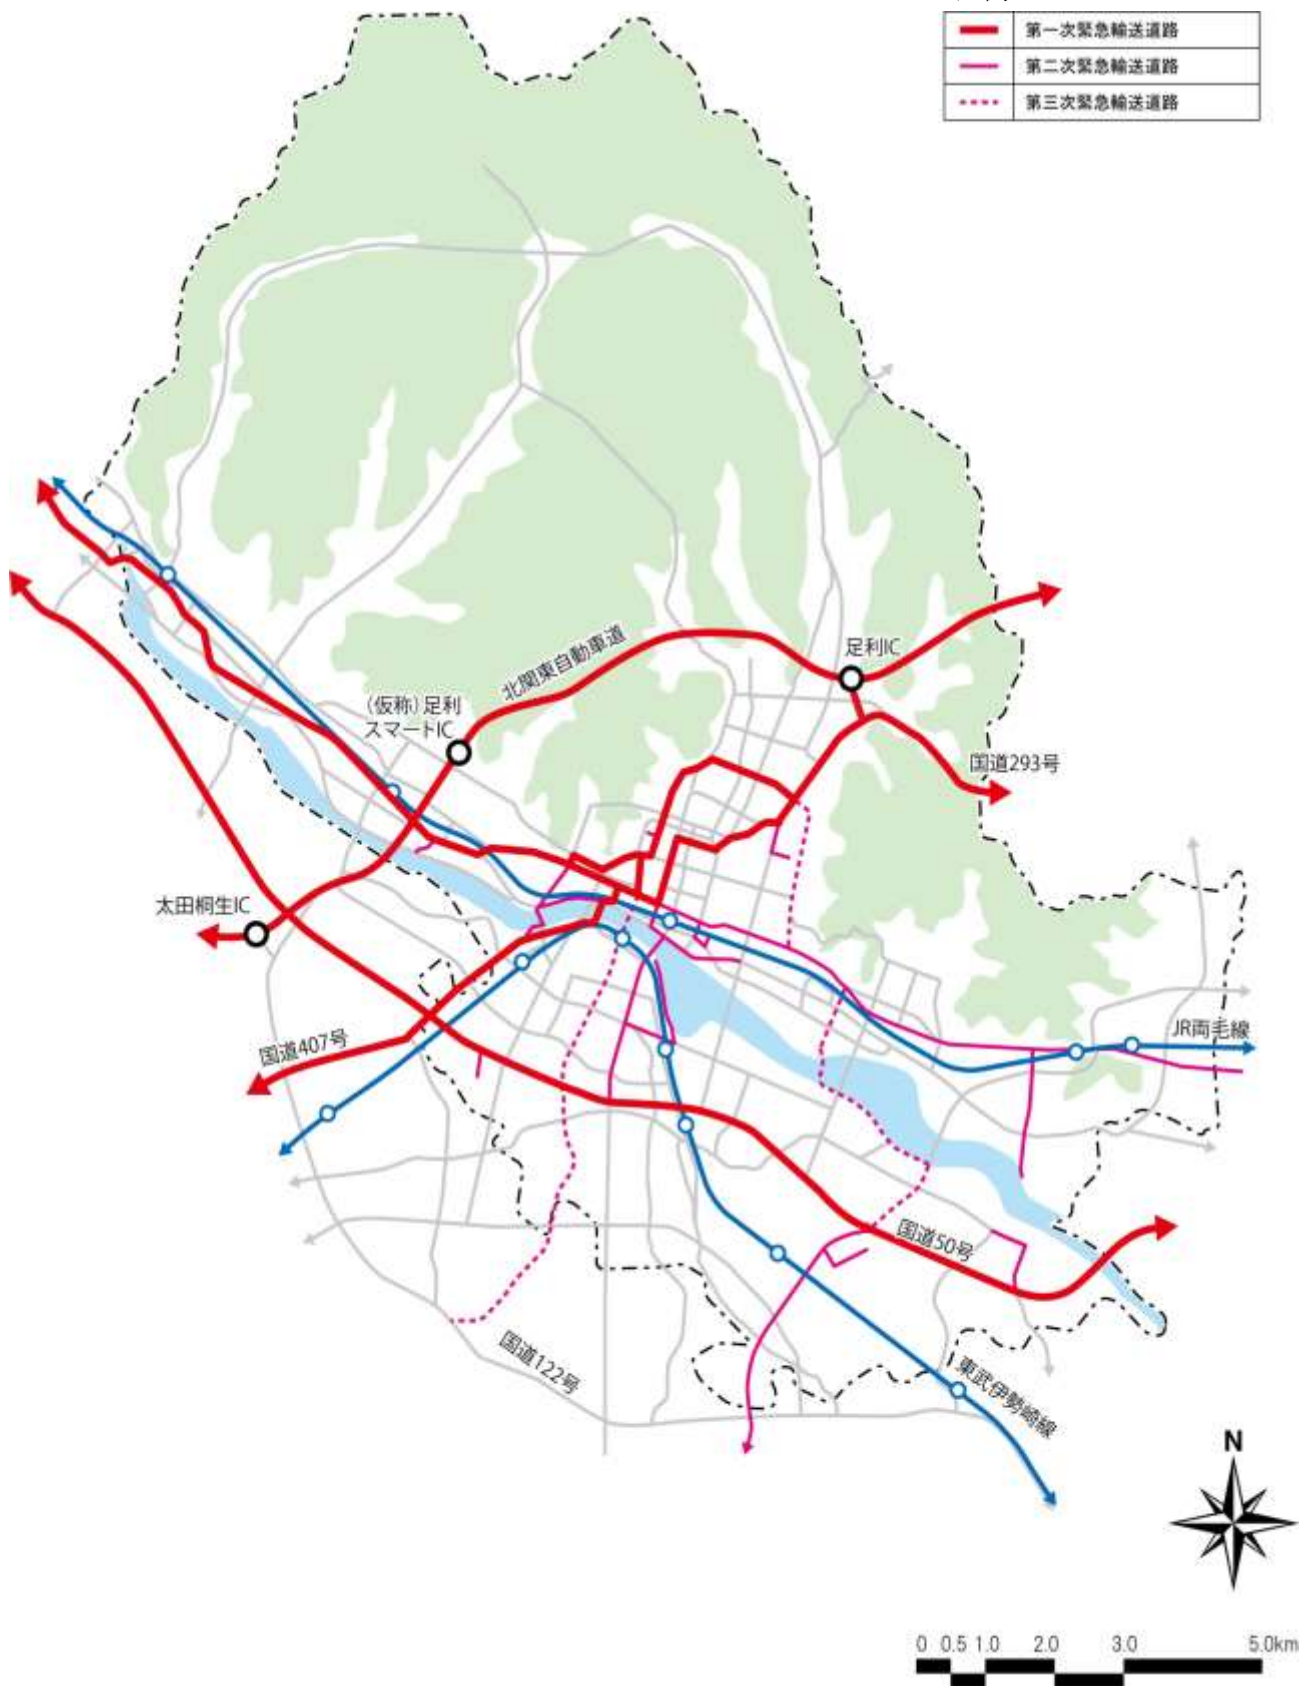 第一次緊急輸送道路
第二次緊急輸送道路
第三次緊急輸送道路
北関東自動車道
足利IC
(仮称)足利
スマートIC
国道293号
太田桐生IC
国道407号
JR両毛線
国道50号
国道122号
東武伊勢崎線
N
0 0.5 1.0 2.0 3.0 5.0km